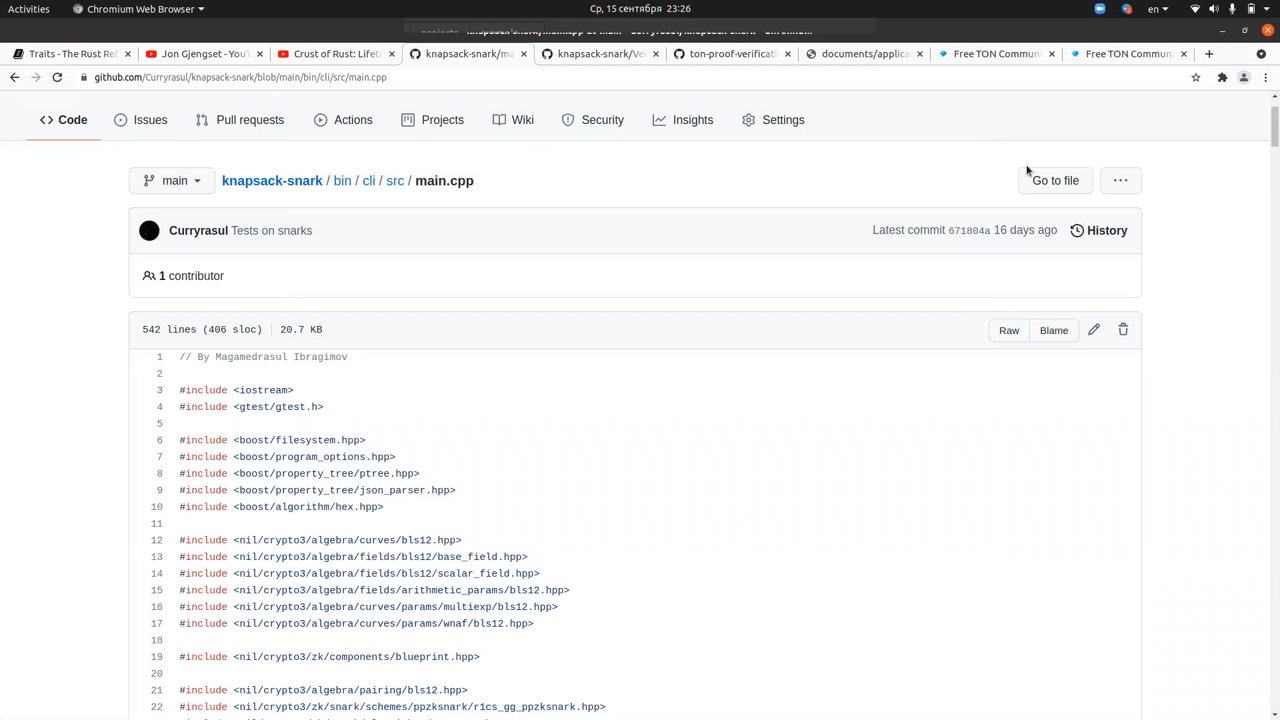 Activities Chromium Web Browser Ср, 15 сентября 23:26 en
Traits - The Rust Re Jon Gjengset - YouT Crust of Rust: Lifeti knapsack-snark/ma knapsack-snark/Ve ton-proof-verificati documents/applica Free TON Commun Free TON Commun
github.com/Curryrasul/knapsack-snark/blob/main/bin/cli/src/main.cpp
Code Issues Pull requests Actions Projects Wiki Security Insights Settings
main knapsack-snark / bin / cli / src / main.cpp Go to file ...
Curryrasul Tests on snarks Latest commit 671804a 16 days ago History
1 contributor
542 lines (406 sloc) 20.7 KB Raw Blame
1 // By Magamedrasul Ibragimov
2
3 #include <iostream>
4 #include <gtest/gtest.h>
5
6 #include <boost/filesystem.hpp>
7 #include <boost/program_options.hpp>
8 #include <boost/property_tree/ptree.hpp>
9 #include <boost/property_tree/json_parser.hpp>
10 #include <boost/algorithm/hex.hpp>
11
12 #include <nil/crypto3/algebra/curves/bls12.hpp>
13 #include <nil/crypto3/algebra/fields/bls12/base_field.hpp>
14 #include <nil/crypto3/algebra/fields/bls12/scalar_field.hpp>
15 #include <nil/crypto3/algebra/fields/arithmetic_params/bls12.hpp>
16 #include <nil/crypto3/algebra/curves/params/multiexp/bls12.hpp>
17 #include <nil/crypto3/algebra/curves/params/wnaf/bls12.hpp>
18
19 #include <nil/crypto3/zk/components/blueprint.hpp>
20
21 #include <nil/crypto3/algebra/pairing/bls12.hpp>
22 #include <nil/crypto3/zk/snark/schemes/ppzksnark/r1cs_gg_ppzksnark.hpp>